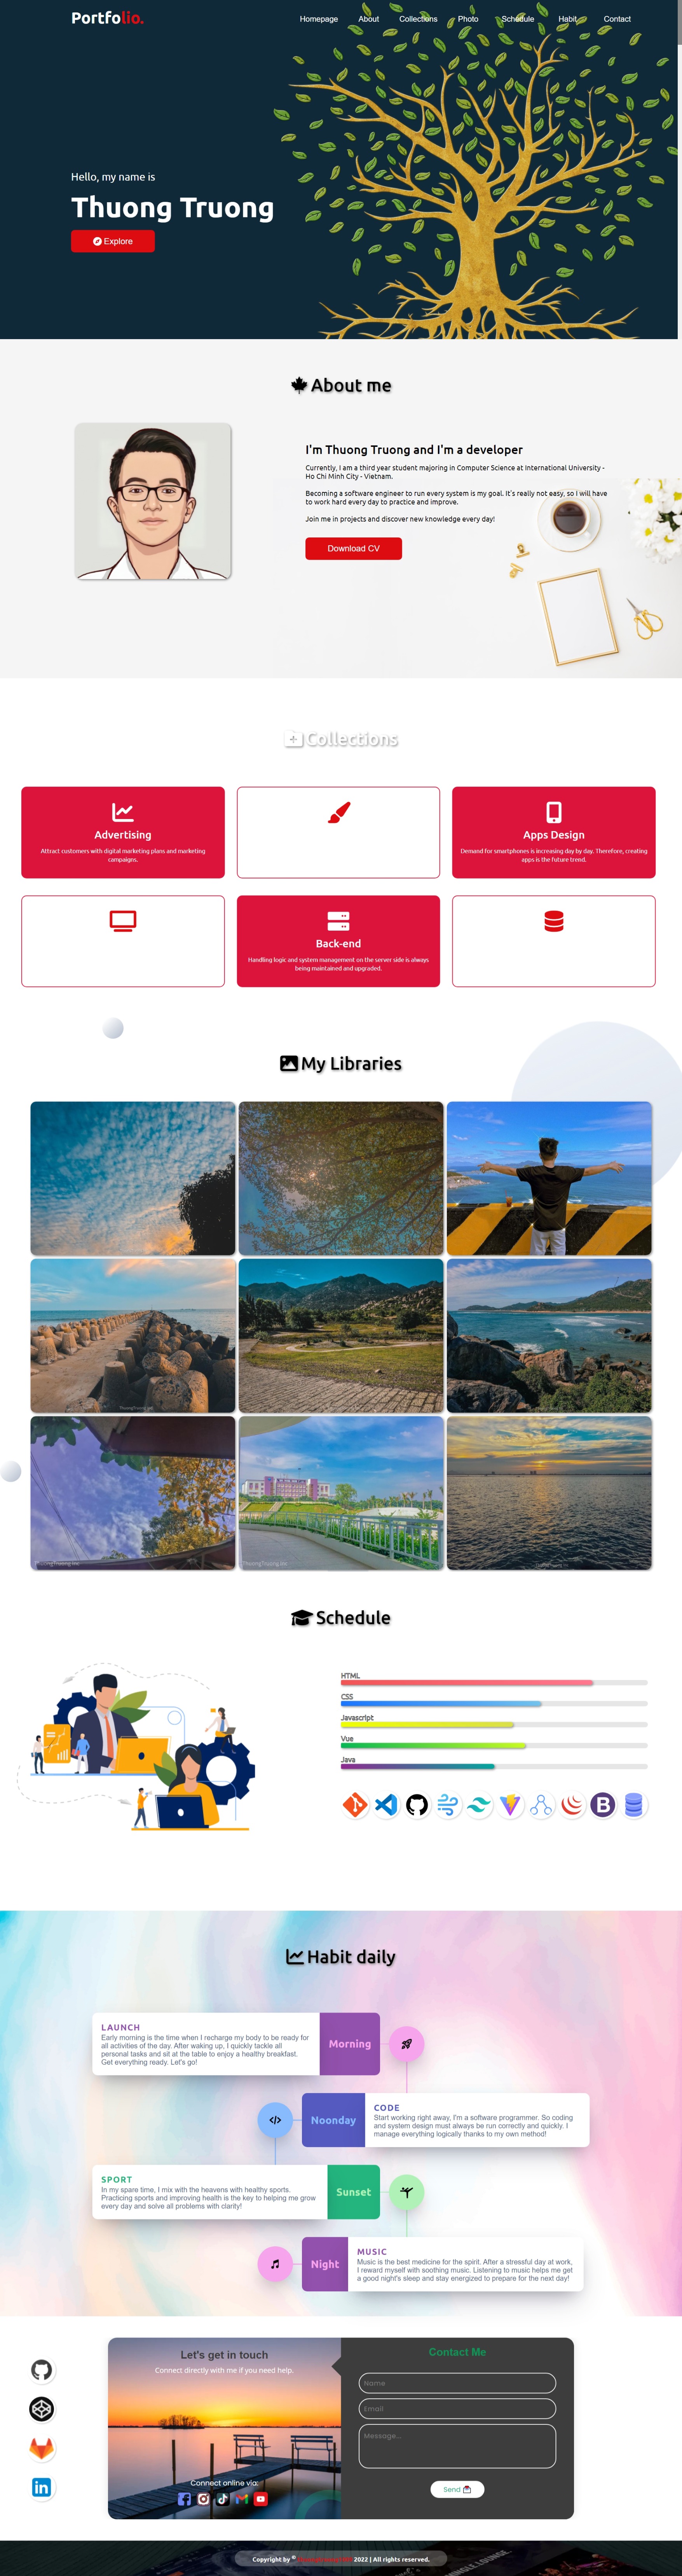 Portfolio.
Homepage About Collections Photo Schedule Habit Contact
Hello, my name is
Thuong Truong
Explore
About me
I'm Thuong Truong and I'm a developer
Currently, I am a third year student majoring in Computer Science at International University -
Ho Chi Minh City - Vietnam.
Becoming a software engineer to run every system is my goal. It's really not easy, so I will have
to work hard every day to practice and improve.
Join me in projects and discover new knowledge every day!
Download CV
Collections
Advertising
Attract customers with digital marketing plans and marketing
campaigns.
Apps Design
Demand for smartphones is increasing day by day. Therefore, creating
apps is the future trend.
Back-end
Handling logic and system management on the server side is always
being maintained and upgraded.
My Libraries
Schedule
HTML
CSS
Javascript
Vue
Java
Habit daily
LAUNCH
Early morning is the time when I recharge my body to be ready for
all activities of the day. After waking up, I quickly tackle all
personal tasks and sit at the table to enjoy a healthy breakfast.
Get everything ready. Let's go!
Morning
Noonday
CODE
Start working right away, I'm a software programmer. So coding
and system design must always be run correctly and quickly. I
manage everything logically thanks to my own method!
SPORT
In my spare time, I mix with the heavens with healthy sports.
Practicing sports and improving health is the key to helping me grow
every day and solve all problems with clarity!
Sunset
Night
MUSIC
Music is the best medicine for the spirit. After a stressful day at work,
I reward myself with soothing music. Listening to music helps me get
a good night's sleep and stay energized to prepare for the next day!
Let's get in touch
Connect directly with me if you need help.
Connect online via:
Contact Me
Name
Email
Message...
Send
Copyright by © 2022 | All rights reserved.